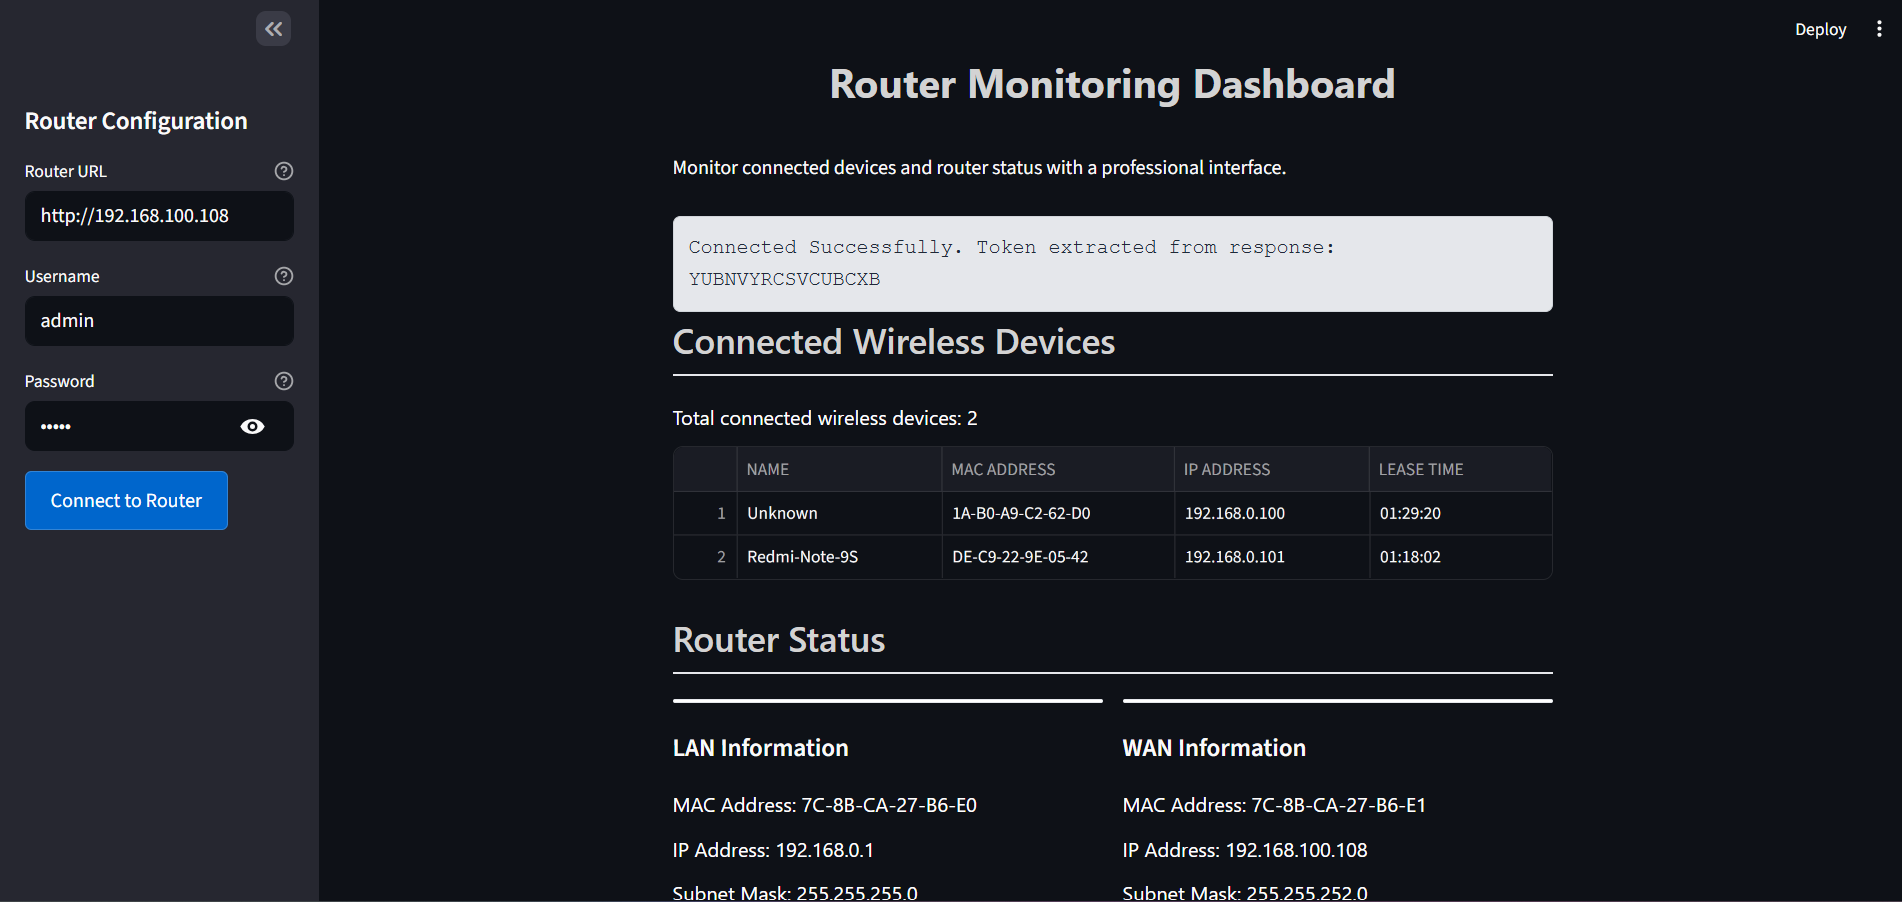 Deploy
Router Configuration
Router URL
http://192.168.100.108
Username
admin
Password
•••••
Connect to Router
Router Monitoring Dashboard
Monitor connected devices and router status with a professional interface.
Connected Successfully. Token extracted from response:
YUBNVYRCSVCUBCXB
Connected Wireless Devices
Total connected wireless devices: 2
NAME MAC ADDRESS IP ADDRESS LEASE TIME
1 Unknown 1A-B0-A9-C2-62-D0 192.168.0.100 01:29:20
2 Redmi-Note-9S DE-C9-22-9E-05-42 192.168.0.101 01:18:02
Router Status
LAN Information
MAC Address: 7C-8B-CA-27-B6-E0
IP Address: 192.168.0.1
Subnet Mask: 255.255.255.0
WAN Information
MAC Address: 7C-8B-CA-27-B6-E1
IP Address: 192.168.100.108
Subnet Mask: 255.255.252.0